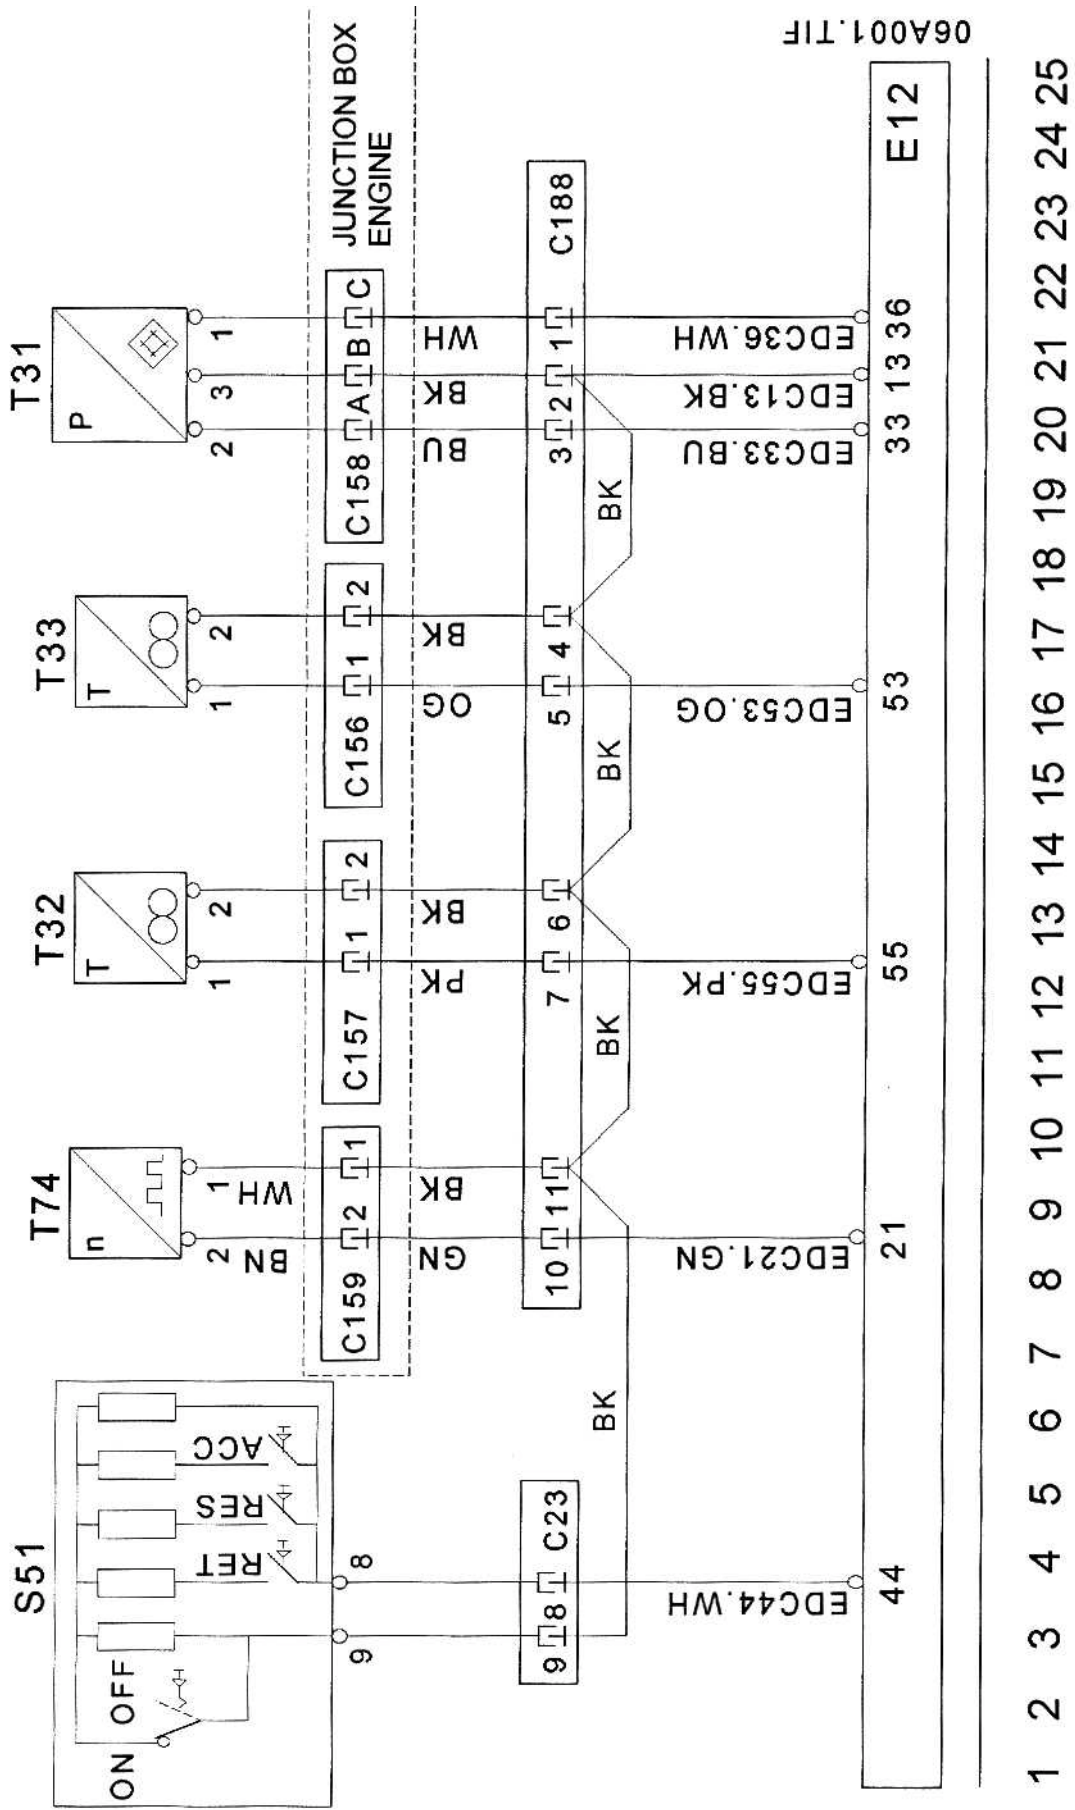 S51
T74
T32
T33
T31
ON OFF
RET
RES
ACC
n
T
T
P
9
8
2
1
1
2
1
2
2
3
1
BN
WH
JUNCTION BOX
ENGINE
C159 2 1
C157 1 2
C156 1 2
C158 A B C
GN
BK
PK
BK
OG
BK
BU
BK
WH
9 8 C23
10 11 7 6 5 4 3 2 1 C188
BK
BK
BK
BK
EDC44.WH
EDC21.GN
EDC55.PK
EDC53.OG
EDC33.BU
EDC13.BK
EDC36.WH
44
21
55
53
33
13
36
E12
06A001.TIF
1 2 3 4 5 6 7 8 9 10 11 12 13 14 15 16 17 18 19 20 21 22 23 24 25